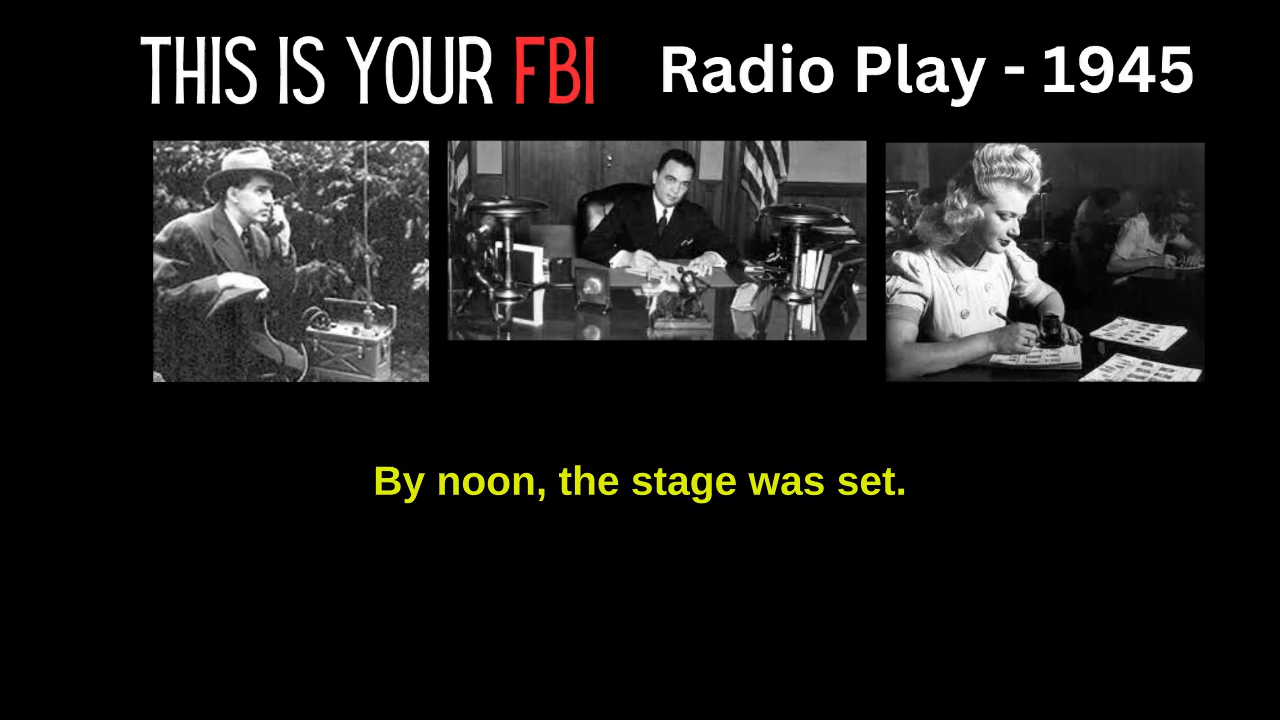 THIS IS YOUR FBI
Radio Play - 1945
By noon, the stage was set.